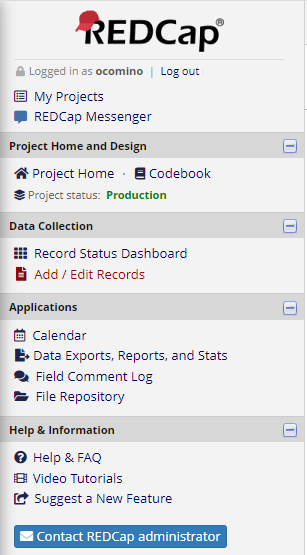 REDCap®
Logged in as ocomino | Log out
My Projects
REDCap Messenger
Project Home and Design
Project Home · Codebook
Project status: Production
Data Collection
Record Status Dashboard
Add / Edit Records
Applications
Calendar
Data Exports, Reports, and Stats
Field Comment Log
File Repository
Help & Information
Help & FAQ
Video Tutorials
Suggest a New Feature
Contact REDCap administrator